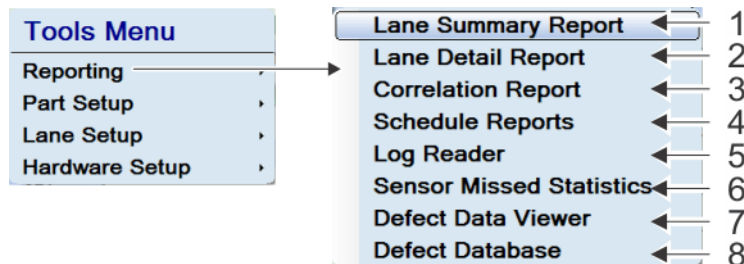 Tools Menu
Reporting
Part Setup
Lane Setup
Hardware Setup
Lane Summary Report 1
Lane Detail Report 2
Correlation Report 3
Schedule Reports 4
Log Reader 5
Sensor Missed Statistics 6
Defect Data Viewer 7
Defect Database 8